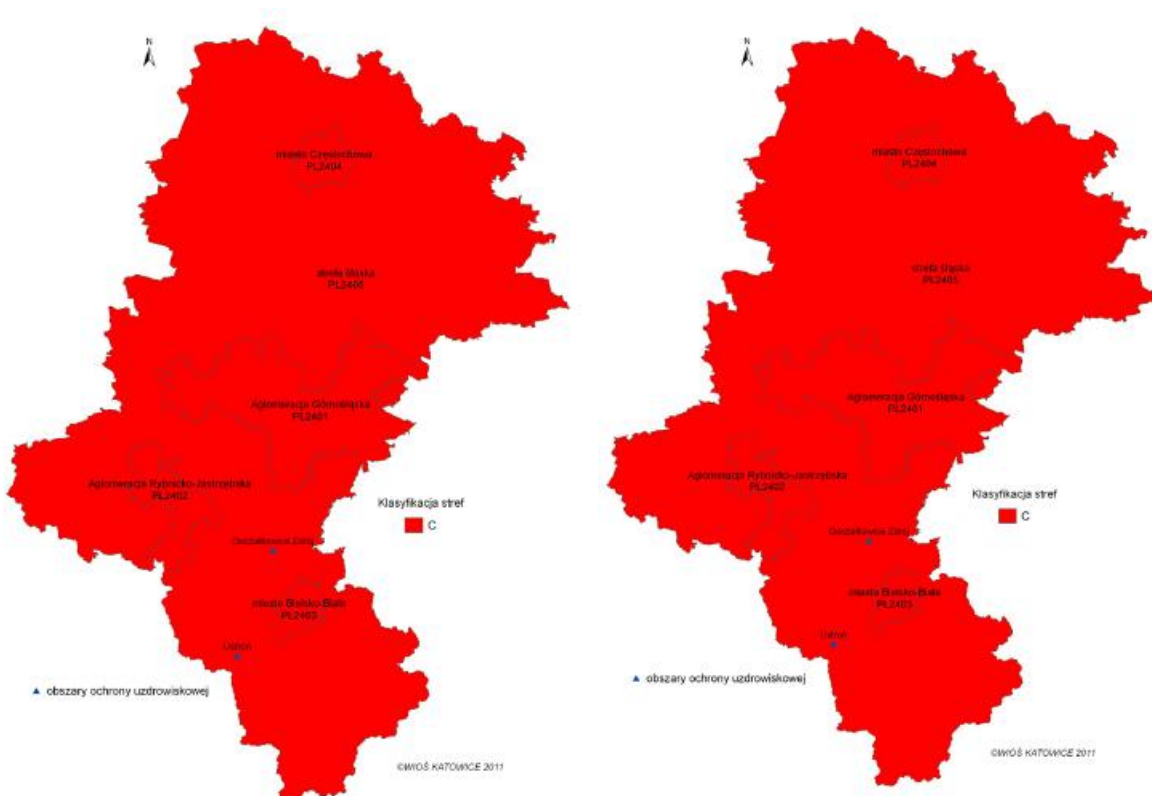 N
miasto Częstochowa
PL2404
strefa śląska
PL2405
Aglomeracja Górnośląska
PL2401
Aglomeracja Rybnicko-Jastrzębska
PL2402
Klasyfikacja stref
C
Goczałkowice Zdrój
miasto Bielsko-Biała
PL2403
Ustroń
obszary ochrony uzdrowiskowej
©WIOŚ KATOWICE 2011
N
miasto Częstochowa
PL2404
strefa śląska
PL2405
Aglomeracja Górnośląska
PL2401
Aglomeracja Rybnicko-Jastrzębska
PL2402
Klasyfikacja stref
C
Goczałkowice Zdrój
miasto Bielsko-Biała
PL2403
Ustroń
obszary ochrony uzdrowiskowej
©WIOŚ KATOWICE 2011